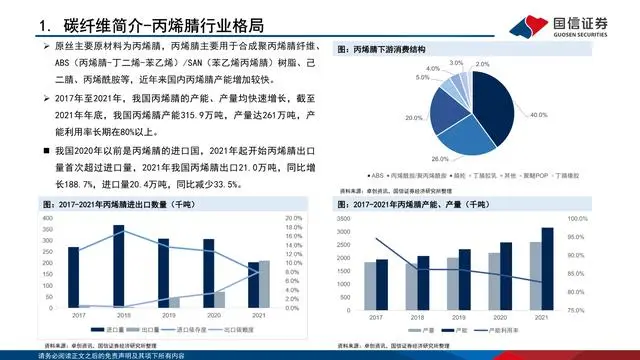 1. 碳纤维简介-丙烯腈行业格局
国信证券
GUOSEN SECURITIES
原丝主要原材料为丙烯腈，丙烯腈主要用于合成聚丙烯腈纤维、
ABS（丙烯腈-丁二烯-苯乙烯）/SAN（苯乙烯丙烯腈）树脂、己
二腈、丙烯酰胺等，近年来国内丙烯腈产能增加较快。
2017年至2021年，我国丙烯腈的产能、产量均快速增长，截至
2021年年底，我国丙烯腈产能315.9万吨，产量达261万吨，产
能利用率长期在80%以上。
我国2020年以前是丙烯腈的进口国，2021年起开始丙烯腈出口
量首次超过进口量，2021年我国丙烯腈出口21.0万吨，同比增
长188.7%，进口量20.4万吨，同比减少33.5%。
图：丙烯腈下游消费结构
2.0%
3.0%
4.0%
5.0%
20.0%
26.0%
40.0%
ABS 丙烯酰胺/聚丙烯酰胺 腈纶 丁腈胶乳 其他 聚醚POP 丁腈橡胶
资料来源：卓创资讯、国信证券经济研究所整理
图：2017-2021年丙烯腈进出口数量（千吨）
400
350
300
250
200
150
100
50
0
20.0%
18.0%
16.0%
14.0%
12.0%
10.0%
8.0%
6.0%
4.0%
2.0%
0.0%
2017 2018 2019 2020 2021
进口量 出口量 进口依存度 出口依赖度
资料来源：卓创资讯、国信证券经济研究所整理
图：2017-2021年丙烯腈产能、产量（千吨）
3500
3000
2500
2000
1500
1000
500
0
100.0%
95.0%
90.0%
85.0%
80.0%
75.0%
2017 2018 2019 2020 2021
产量 产能 产能利用率
资料来源：卓创资讯、国信证券经济研究所整理
请务必阅读正文之后的免责声明及其项下所有内容